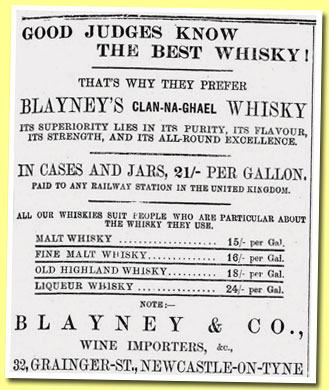 GOOD JUDGES KNOW
THE BEST WHISKY!
THAT'S WHY THEY PREFER
BLAYNEY'S CLAN-NA-GHAEL WHISKY
ITS SUPERIORITY LIES IN ITS PURITY, ITS FLAVOUR,
ITS STRENGTH, AND ITS ALL-ROUND EXCELLENCE.
IN CASES AND JARS, 21/- PER GALLON.
PAID TO ANY RAILWAY STATION IN THE UNITED KINGDOM.
ALL OUR WHISKIES SUIT PEOPLE WHO ARE PARTICULAR ABOUT
THE WHISKY THEY USE.
MALT WHISKY .................... 15/- per Gal.
FINE MALT WHISKY............... 16/- per Gal.
OLD HIGHLAND WHISKY........... 18/- per Gal.
LIQUEUR WHISKY ................ 24/- per Gal.
NOTE:—
BLAYNEY & CO.,
WINE IMPORTERS, &c.,
32, GRAINGER-ST., NEWCASTLE-ON-TYNE